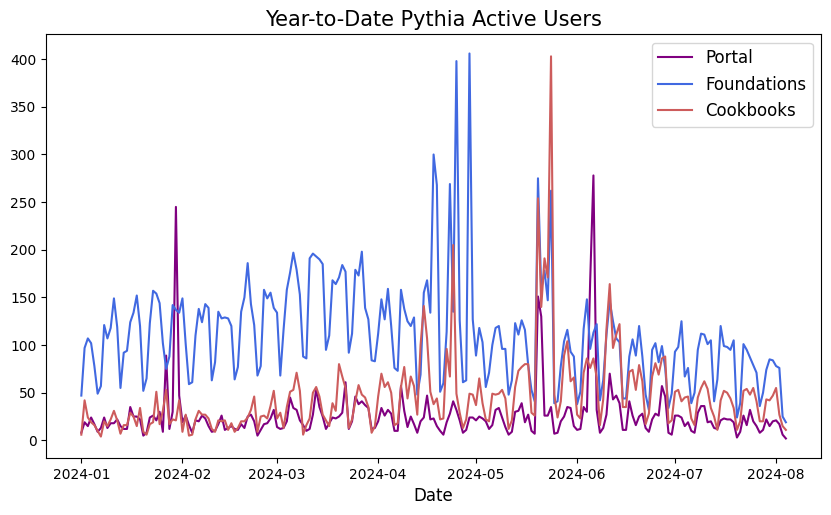 Year-to-Date Pythia Active Users
Portal
Foundations
Cookbooks
400
350
300
250
200
150
100
50
0
2024-01 2024-02 2024-03 2024-04 2024-05 2024-06 2024-07 2024-08
Date